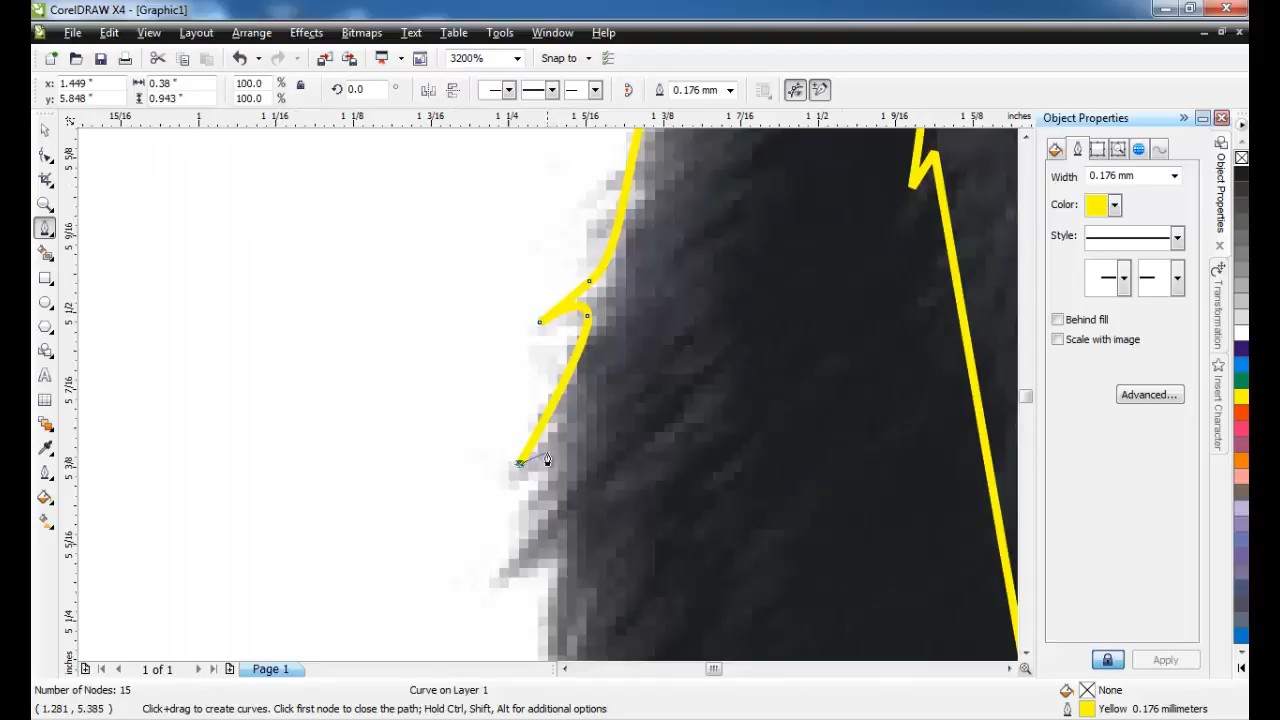 CorelDRAW X4 - [Graphic1]
File Edit View Layout Arrange Effects Bitmaps Text Table Tools Window Help
3200% Snap to
x: 1.449 " 0.38 " 100.0 % 0.0 ° 0.176 mm
y: 5.848 " 0.943 " 100.0 %
15/16 1 1 1/16 1 1/8 1 3/16 1 1/4 1 5/16 1 3/8 1 7/16 1 1/2 1 9/16 1 5/8 inches
5/8
5 9/16
5 1/2
5 7/16
5 3/8
5 5/16
5 1/4
inches
Object Properties
Width 0.176 mm
Color:
Style:
Behind fill
Scale with image
Advanced...
Apply
Object Properties
Transformation
Insert Character
1 of 1 Page 1
Number of Nodes: 15 Curve on Layer 1 None
( 1.281 , 5.385 ) Click+drag to create curves. Click first node to close the path; Hold Ctrl, Shift, Alt for additional options Yellow 0.176 millimeters